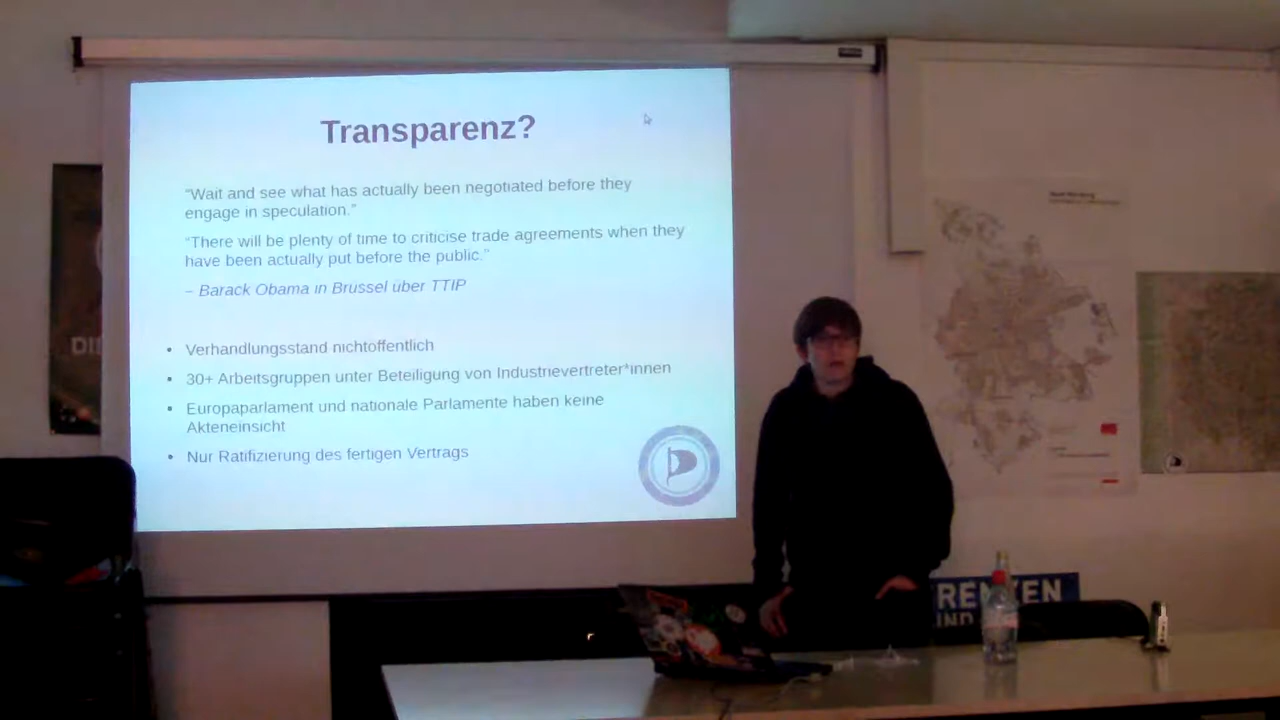 Transparenz?
“Wait and see what has actually been negotiated before they
engage in speculation.”
“There will be plenty of time to criticise trade agreements when they
have been actually put before the public.”
– Barack Obama in Brüssel über TTIP
• Verhandlungsstand nichtöffentlich
• 30+ Arbeitsgruppen unter Beteiligung von Industrievertreter*innen
• Europaparlament und nationale Parlamente haben keine
Akteneinsicht
• Nur Ratifizierung des fertigen Vertrags
DI